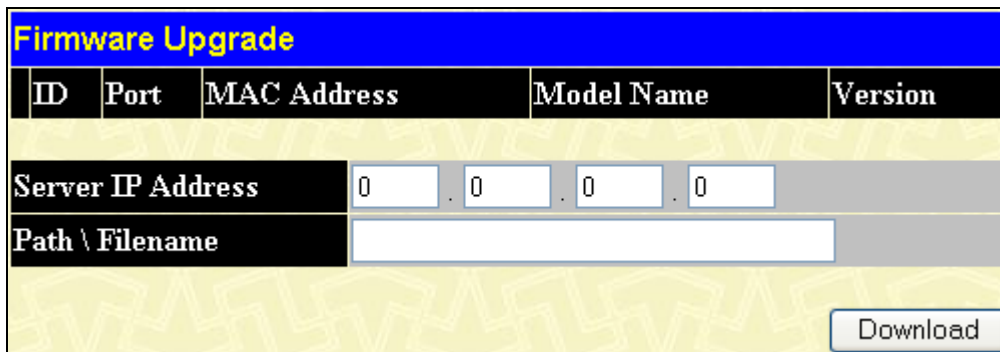 Firmware Upgrade
ID Port MAC Address Model Name Version
Server IP Address 0 . 0 . 0 . 0
Path \ Filename
Download